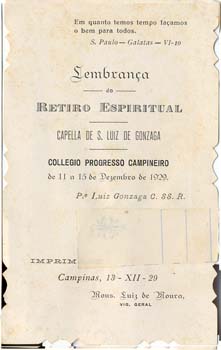 Em quanto temos tempo façamos
o bem para todos.
S. Paulo — Galatas — VI-10
Lembrança
do
RETIRO ESPIRITUAL
CAPELLA DE S. LUIZ DE GONZAGA
COLLEGIO PROGRESSO CAMPINEIRO
de 11 a 15 de Dezembro de 1929.
P.e Luiz Gonzaga C. SS. R.
IMPRIM
Campinas, 13 - XII - 29
Mons. Luiz de Moura,
VIG. GERAL